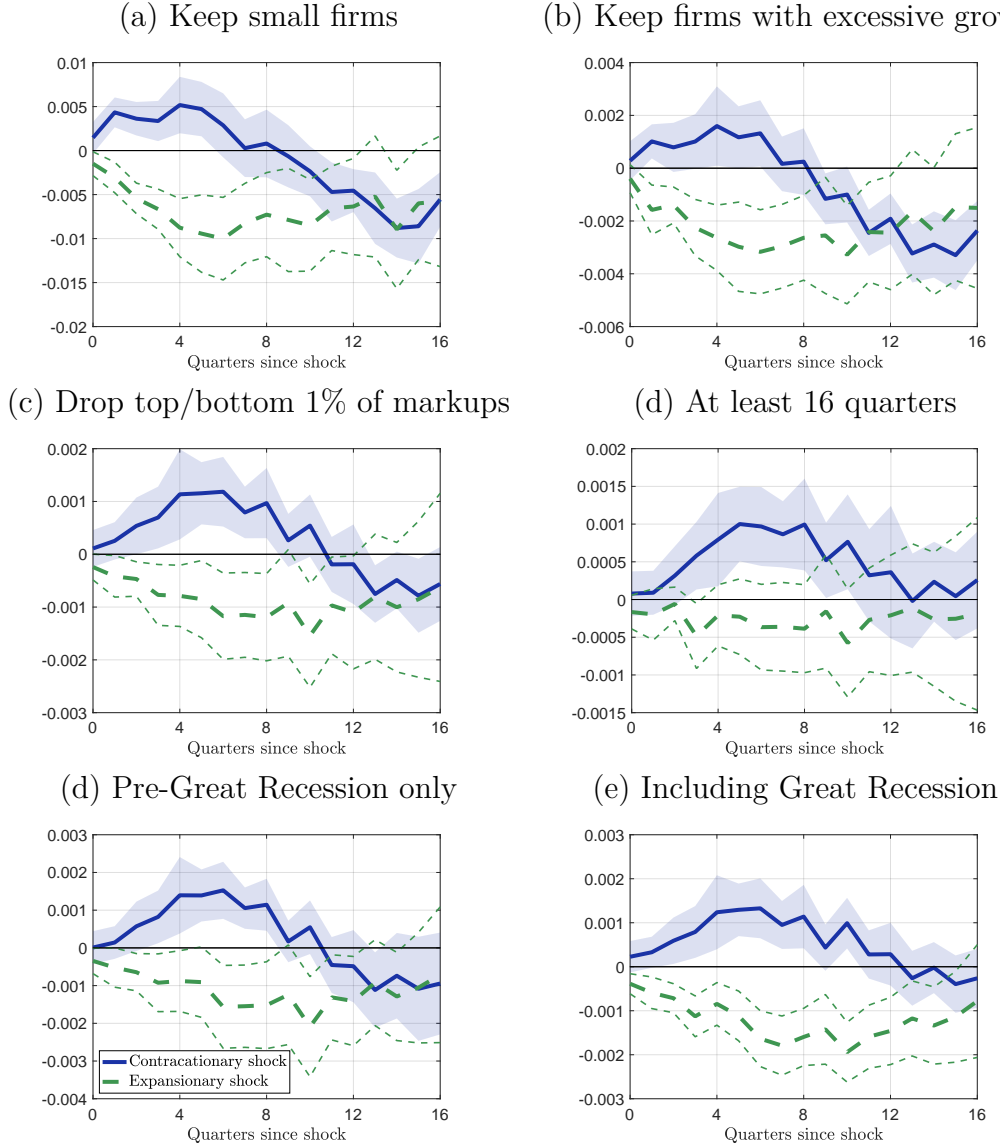 (a) Keep small firms
0.01
0.005
0
-0.005
-0.01
-0.015
-0.02
0 4 8 12 16
Quarters since shock
(b) Keep firms with excessive grov
0.004
0.002
0
-0.002
-0.004
-0.006
0 4 8 12 16
Quarters since shock
(c) Drop top/bottom 1% of markups
0.002
0.001
0
-0.001
-0.002
-0.003
0 4 8 12 16
Quarters since shock
(d) At least 16 quarters
0.002
0.0015
0.001
0.0005
0
-0.0005
-0.001
-0.0015
0 4 8 12 16
Quarters since shock
(d) Pre-Great Recession only
0.003
0.002
0.001
0
-0.001
-0.002
-0.003
-0.004
Contracationary shock
Expansionary shock
0 4 8 12 16
Quarters since shock
(e) Including Great Recession
0.003
0.002
0.001
0
-0.001
-0.002
-0.003
0 4 8 12 16
Quarters since shock